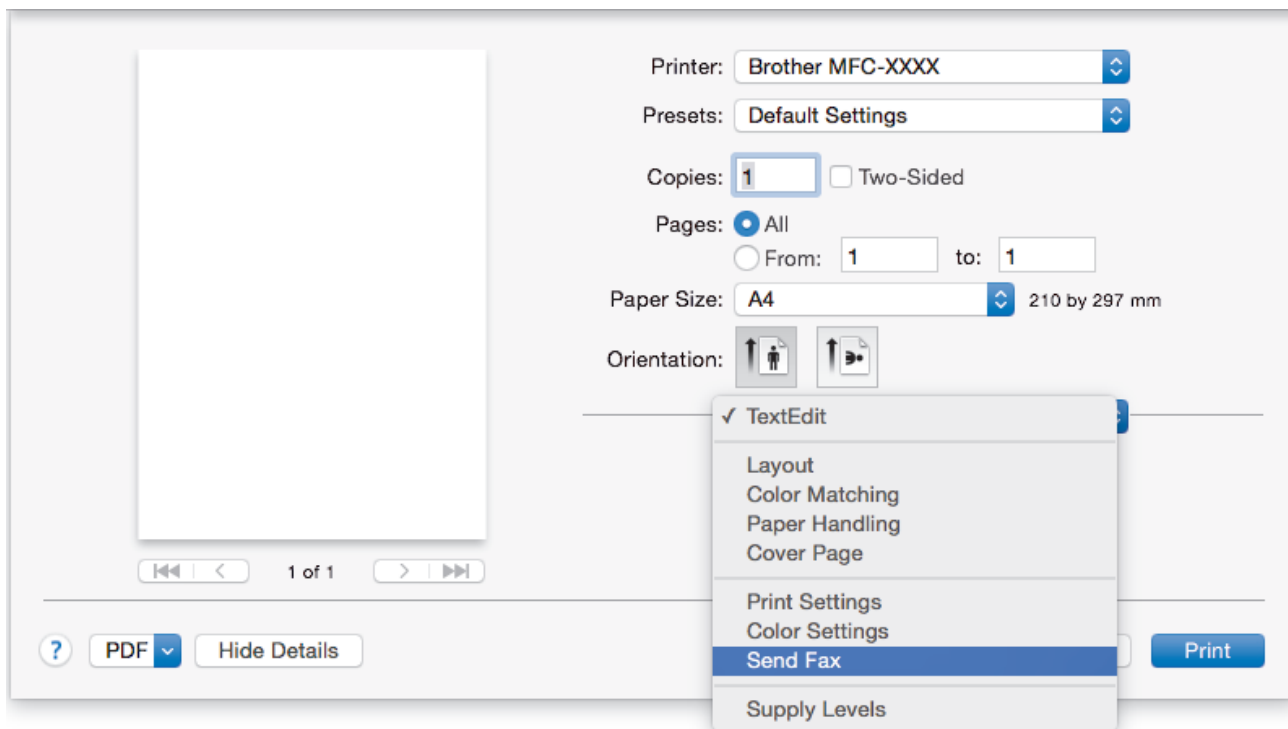 Printer: Brother MFC-XXXX
Presets: Default Settings
Copies: 1 Two-Sided
Pages: All
From: 1 to: 1
Paper Size: A4 210 by 297 mm
Orientation:
✓ TextEdit
Layout
Color Matching
Paper Handling
Cover Page
1 of 1
Print Settings
Color Settings
Send Fax
Supply Levels
? PDF Hide Details Print